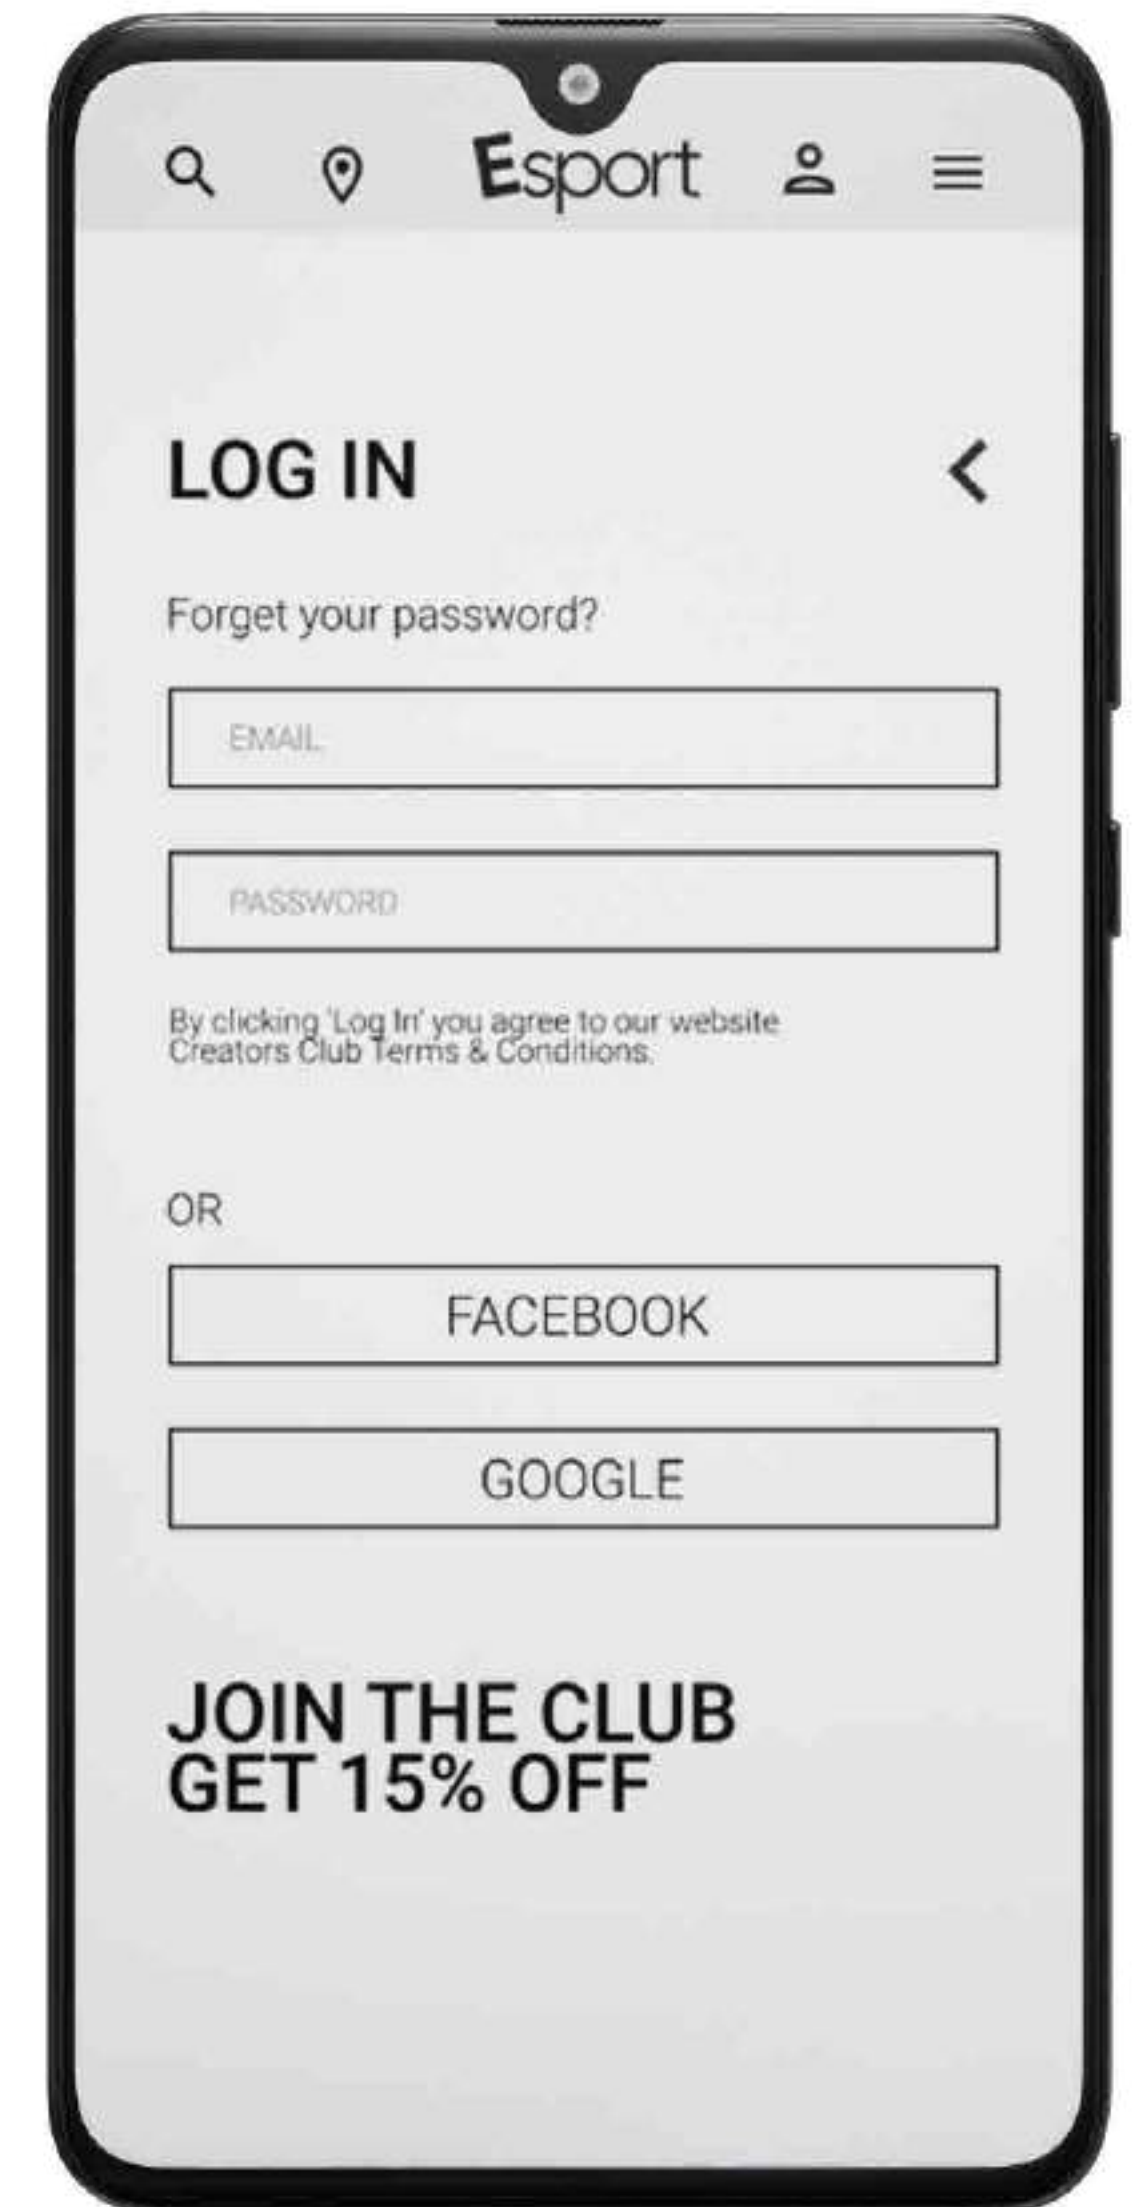 Esport
LOG IN
Forget your password?
EMAIL
PASSWORD
By clicking 'Log In' you agree to our website
Creators Club Terms & Conditions.
OR
FACEBOOK
GOOGLE
JOIN THE CLUB
GET 15% OFF